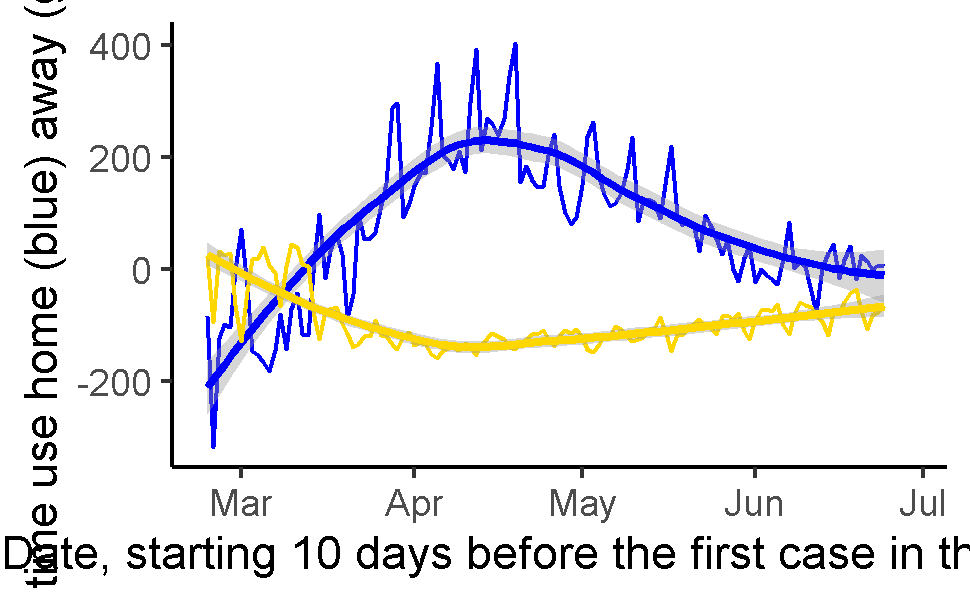 time use home (blue) away (
400
200
0
-200
Mar Apr May Jun Jul
Date, starting 10 days before the first case in th